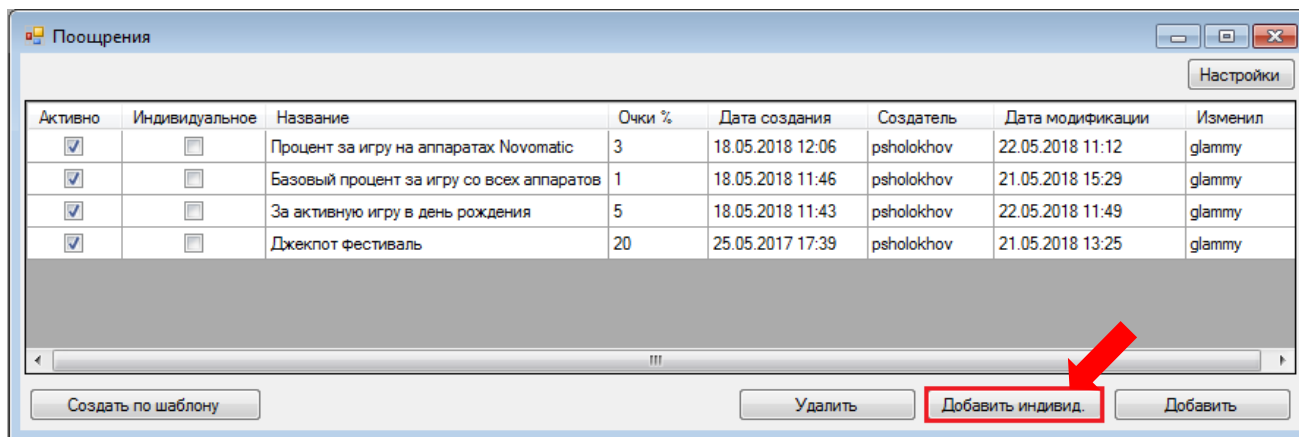 Поощрения
Настройки
Активно Индивидуальное Название Очки % Дата создания Создатель Дата модификации Изменил
Процент за игру на аппаратах Novomatic 3 18.05.2018 12:06 psholokhov 22.05.2018 11:12 glammy
Базовый процент за игру со всех аппаратов 1 18.05.2018 11:46 psholokhov 21.05.2018 15:29 glammy
За активную игру в день рождения 5 18.05.2018 11:43 psholokhov 22.05.2018 11:49 glammy
Джекпот фестиваль 20 25.05.2017 17:39 psholokhov 21.05.2018 13:25 glammy
Создать по шаблону Удалить Добавить индивид. Добавить